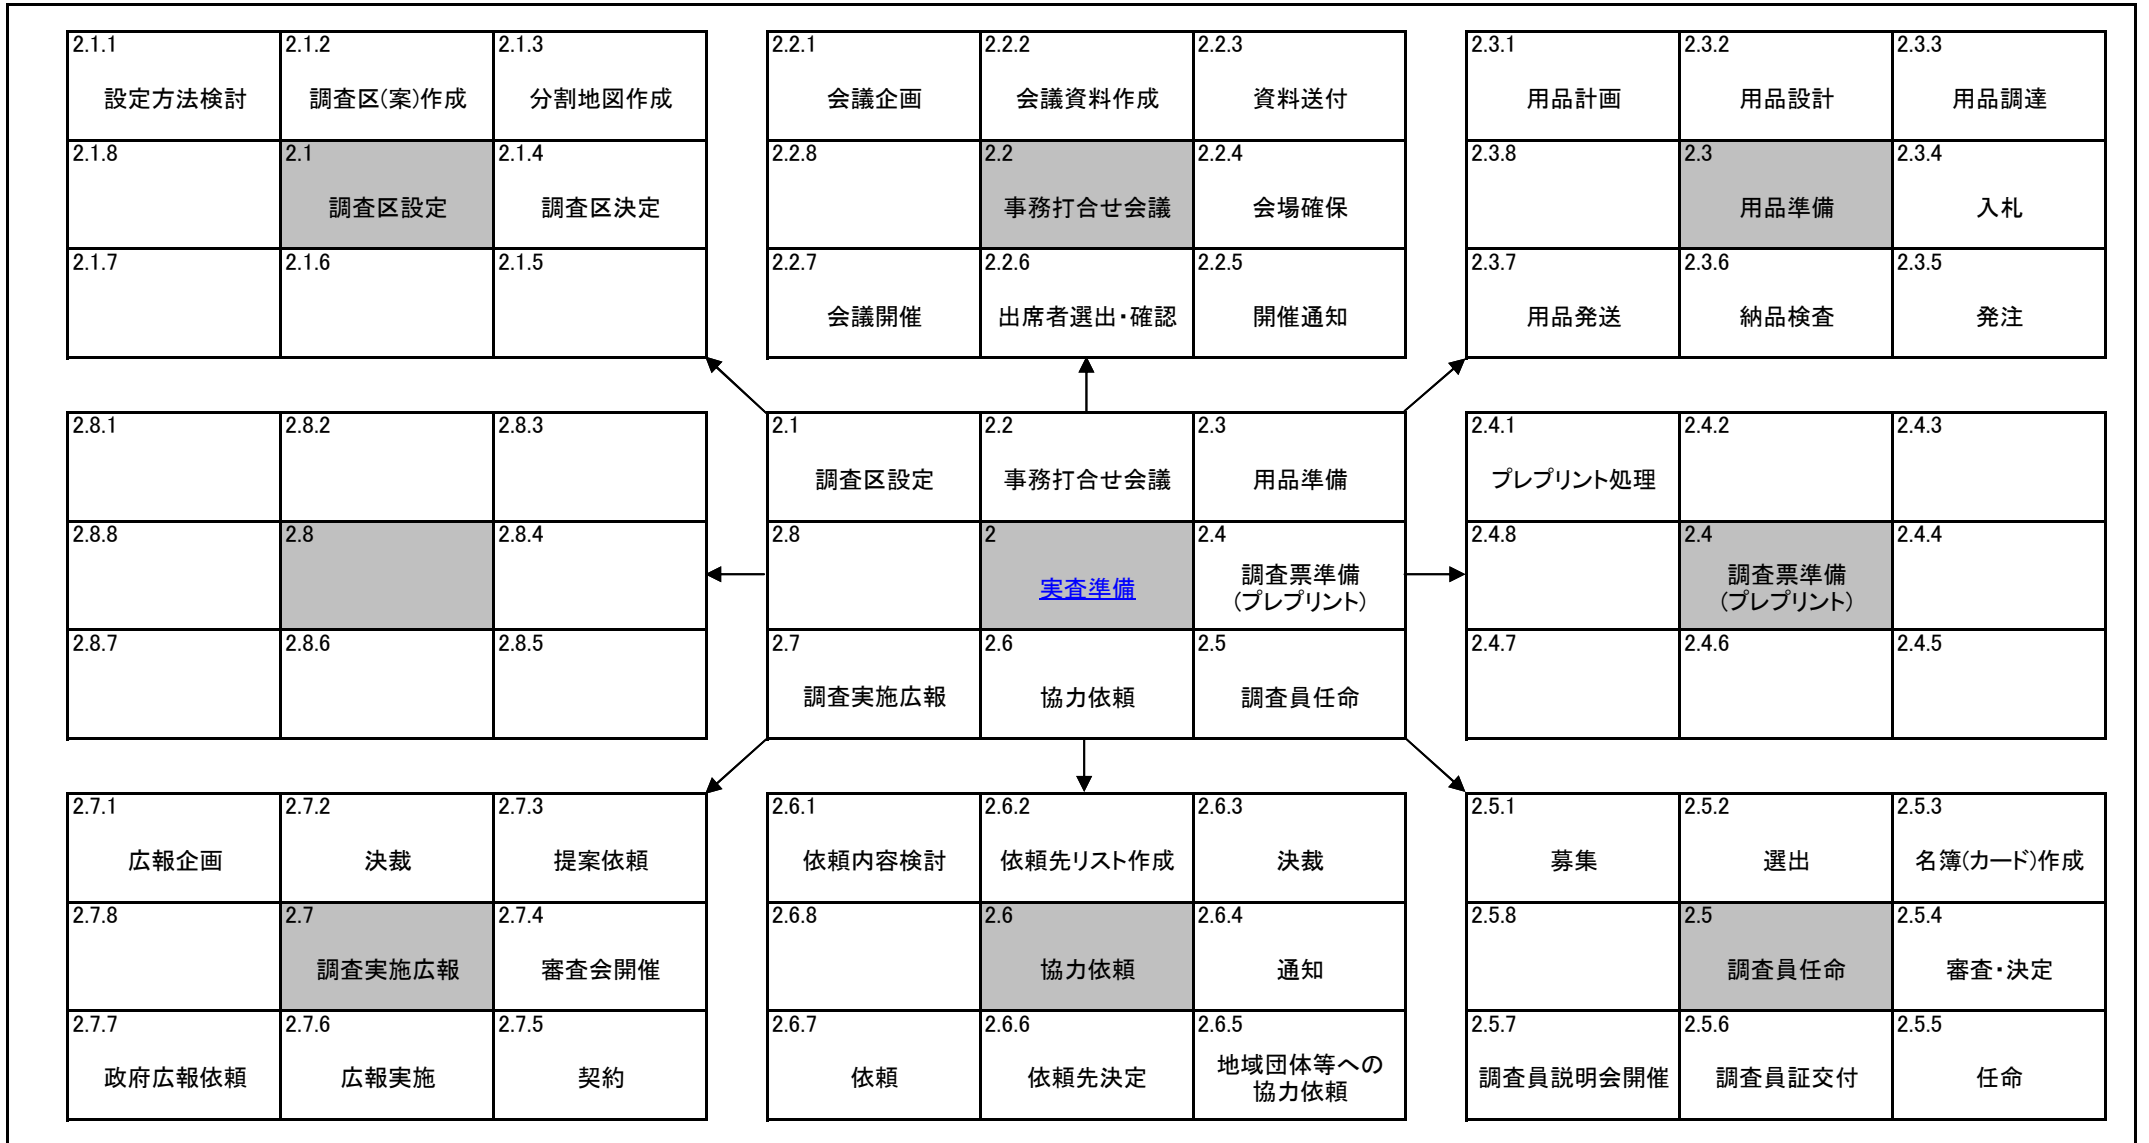 2.1.1
2.1.2
2.1.3
設定方法検討
調査区(案)作成
分割地図作成
2.1.8
2.1
2.1.4
調査区設定
調査区決定
2.1.7
2.1.6
2.1.5
2.2.1
2.2.2
2.2.3
会議企画
会議資料作成
資料送付
2.2.8
2.2
2.2.4
事務打合せ会議
会場確保
2.2.7
2.2.6
2.2.5
会議開催
出席者選出・確認
開催通知
2.3.1
2.3.2
2.3.3
用品計画
用品設計
用品調達
2.3.8
2.3
2.3.4
用品準備
入札
2.3.7
2.3.6
2.3.5
用品発送
納品検査
発注
2.8.1
2.8.2
2.8.3
2.8.8
2.8
2.8.4
2.8.7
2.8.6
2.8.5
2.1
2.2
2.3
調査区設定
事務打合せ会議
用品準備
2.8
2
2.4
実査準備
調査票準備
(プレプリント)
2.7
2.6
2.5
調査実施広報
協力依頼
調査員任命
2.4.1
2.4.2
2.4.3
プレプリント処理
2.4.8
2.4
2.4.4
調査票準備
(プレプリント)
2.4.7
2.4.6
2.4.5
2.7.1
2.7.2
2.7.3
広報企画
決裁
提案依頼
2.7.8
2.7
2.7.4
調査実施広報
審査会開催
2.7.7
2.7.6
2.7.5
政府広報依頼
広報実施
契約
2.6.1
2.6.2
2.6.3
依頼内容検討
依頼先リスト作成
決裁
2.6.8
2.6
2.6.4
協力依頼
通知
2.6.7
2.6.6
2.6.5
依頼
依頼先決定
地域団体等への
協力依頼
2.5.1
2.5.2
2.5.3
募集
選出
名簿(カード)作成
2.5.8
2.5
2.5.4
調査員任命
審査・決定
2.5.7
2.5.6
2.5.5
調査員説明会開催
調査員証交付
任命